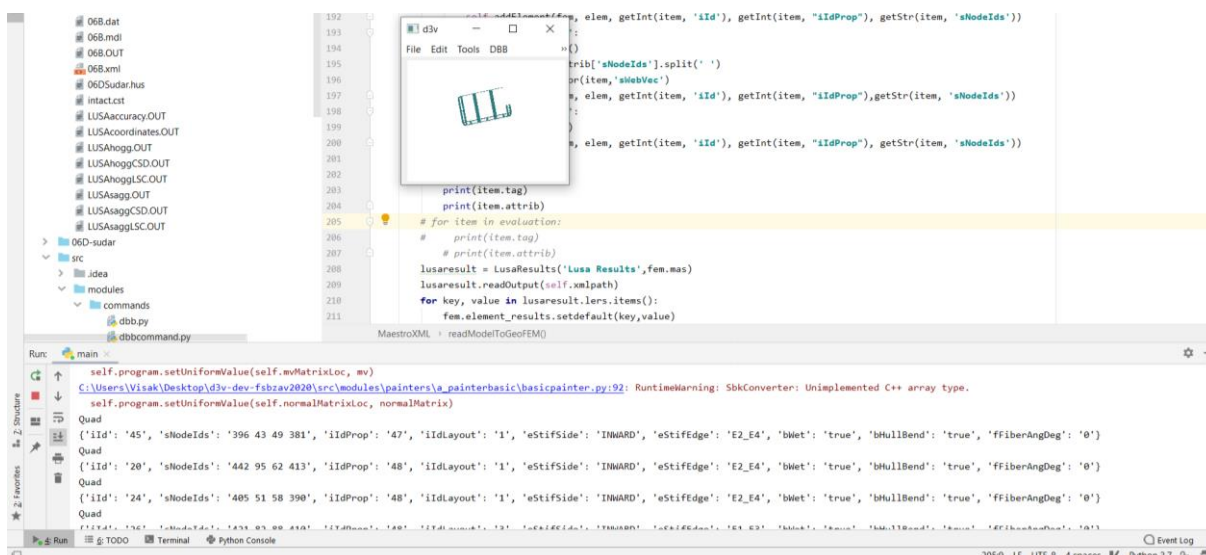 06B.dat
06B.mdl
06B.OUT
06B.xml
06DSudar.hus
intact.cst
LUSAaccuracy.OUT
LUSAcoordinates.OUT
LUSAhogg.OUT
LUSAhoggCSD.OUT
LUSAhoggLSC.OUT
LUSAsagg.OUT
LUSAsaggCSD.OUT
LUSAsaggLSC.OUT
06D-sudar
src
.idea
modules
commands
dbb.py
dbbcommand.py
d3v
File Edit Tools DBB »
192 self.addElement(fem, elem, getInt(item, 'iId'), getInt(item, "iIdProp"), getStr(item, 'sNodeIds'))
193 ':
194 ()
195 trib['sNodeIds'].split(' ')
196 or(item,'sWebVec')
197 m, elem, getInt(item, 'iId'), getInt(item, "iIdProp"),getStr(item, 'sNodeIds'))
198 ':
199 )
200 m, elem, getInt(item, 'iId'), getInt(item, "iIdProp"), getStr(item, 'sNodeIds'))
201
202
203 print(item.tag)
204 print(item.attrib)
205 # for item in evaluation:
206 # print(item.tag)
207 # print(item.attrib)
208 lusaresult = LusaResults('Lusa Results',fem.mas)
209 lusaresult.readOutput(self.xmlpath)
210 for key, value in lusaresult.lers.items():
211 fem.element_results.setdefault(key,value)
MaestroXML › readModelToGeoFEM()
Run: main ×
self.program.setUniformValue(self.mvMatrixLoc, mv)
C:\Users\Visak\Desktop\d3v-dev-fsbzav2020\src\modules\painters\a_painterbasic\basicpainter.py:92: RuntimeWarning: SbkConverter: Unimplemented C++ array type.
self.program.setUniformValue(self.normalMatrixLoc, normalMatrix)
Quad
{'iId': '45', 'sNodeIds': '396 43 49 381', 'iIdProp': '47', 'iIdLayout': '1', 'eStifSide': 'INWARD', 'eStifEdge': 'E2_E4', 'bWet': 'true', 'bHullBend': 'true', 'fFiberAngDeg': '0'}
Quad
{'iId': '20', 'sNodeIds': '442 95 62 413', 'iIdProp': '48', 'iIdLayout': '1', 'eStifSide': 'INWARD', 'eStifEdge': 'E2_E4', 'bWet': 'true', 'bHullBend': 'true', 'fFiberAngDeg': '0'}
Quad
{'iId': '24', 'sNodeIds': '405 51 58 390', 'iIdProp': '48', 'iIdLayout': '1', 'eStifSide': 'INWARD', 'eStifEdge': 'E2_E4', 'bWet': 'true', 'bHullBend': 'true', 'fFiberAngDeg': '0'}
Quad
Z: Structure
2: Favorites
4: Run 6: TODO Terminal Python Console Event Log